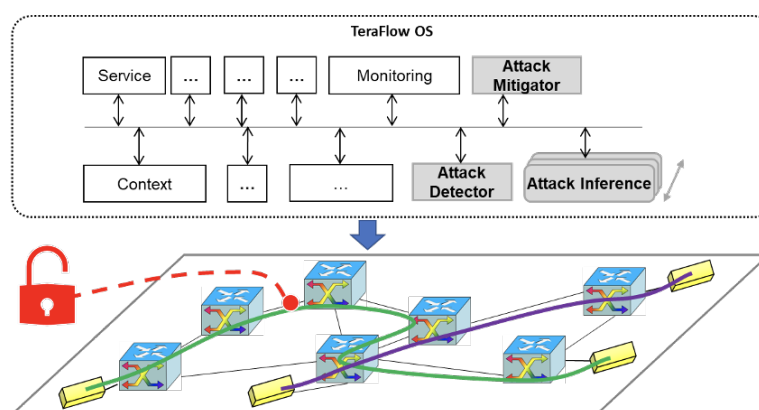 TeraFlow OS
Service
...
...
...
Monitoring
Attack
Mitigator
Context
...
...
Attack
Detector
Attack Inference